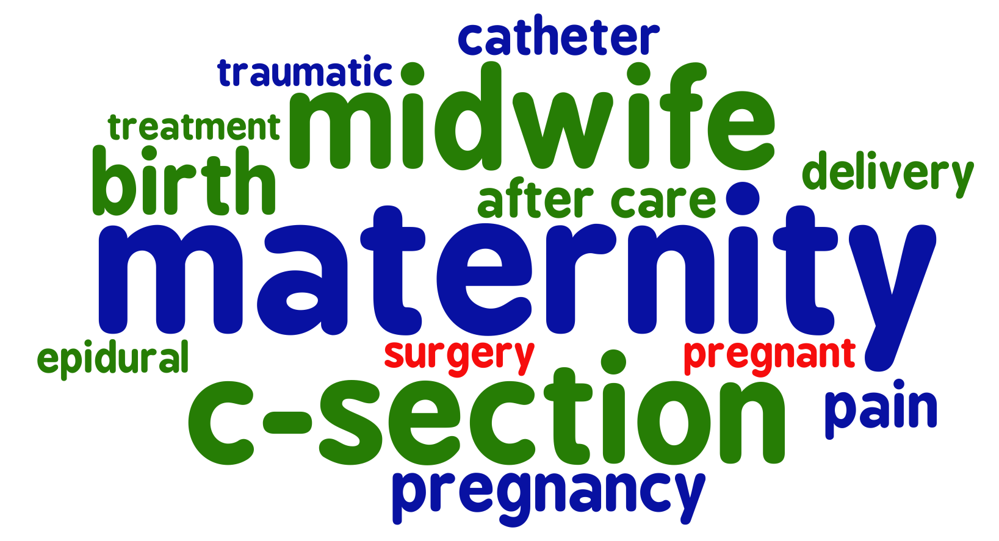 catheter
traumatic
midwife
treatment
birth
delivery
after care
maternity
epidural
surgery
pregnant
c-section
pain
pregnancy